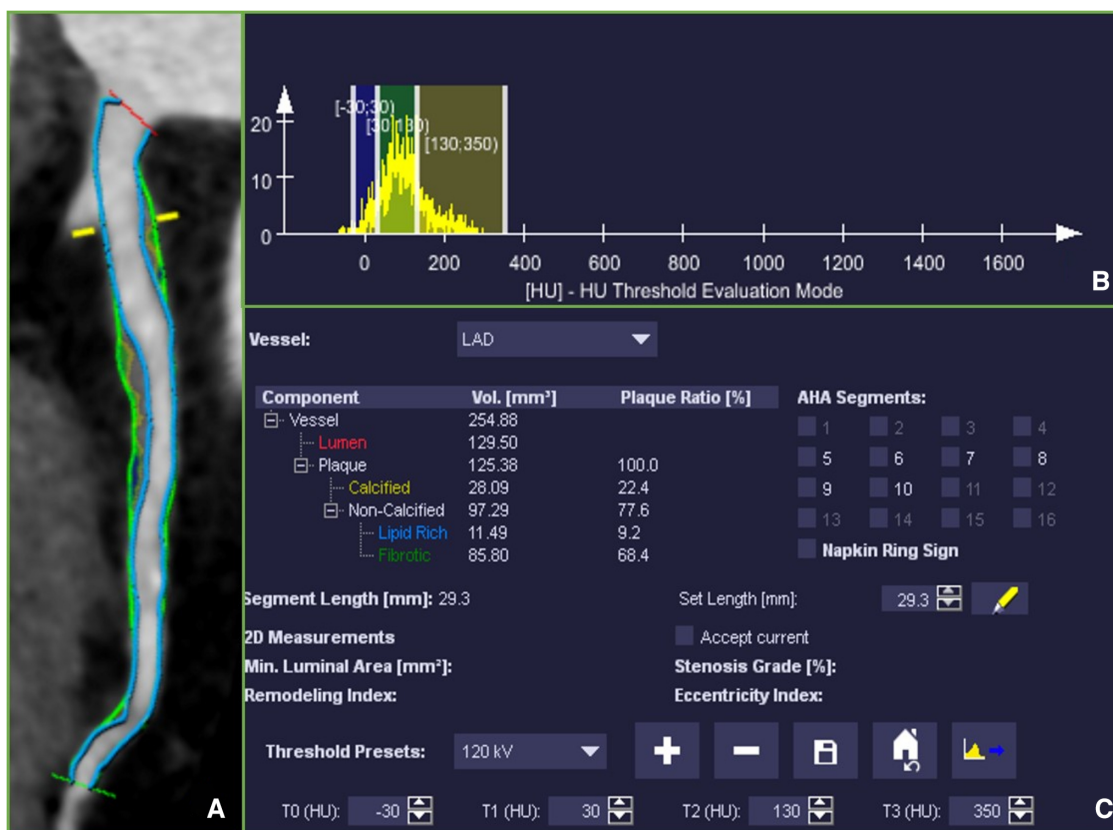 A
[-30;30)
[30;130)
[130;350)
20
10
0
0 200 400 600 800 1000 1200 1400 1600
[HU] - HU Threshold Evaluation Mode
B
Vessel: LAD
Component Vol. [mm³] Plaque Ratio [%] AHA Segments:
Vessel 254.88 1 2 3 4
Lumen 129.50
Plaque 125.38 100.0 5 6 7 8
Calcified 28.09 22.4
Non-Calcified 97.29 77.6 9 10 11 12
Lipid Rich 11.49 9.2 13 14 15 16
Fibrotic 85.80 68.4 Napkin Ring Sign
Segment Length [mm]: 29.3 Set Length [mm]: 29.3
2D Measurements Accept current
Min. Luminal Area [mm²]: Stenosis Grade [%]:
Remodeling Index: Eccentricity Index:
Threshold Presets: 120 kV
T0 (HU): -30 T1 (HU): 30 T2 (HU): 130 T3 (HU): 350
C